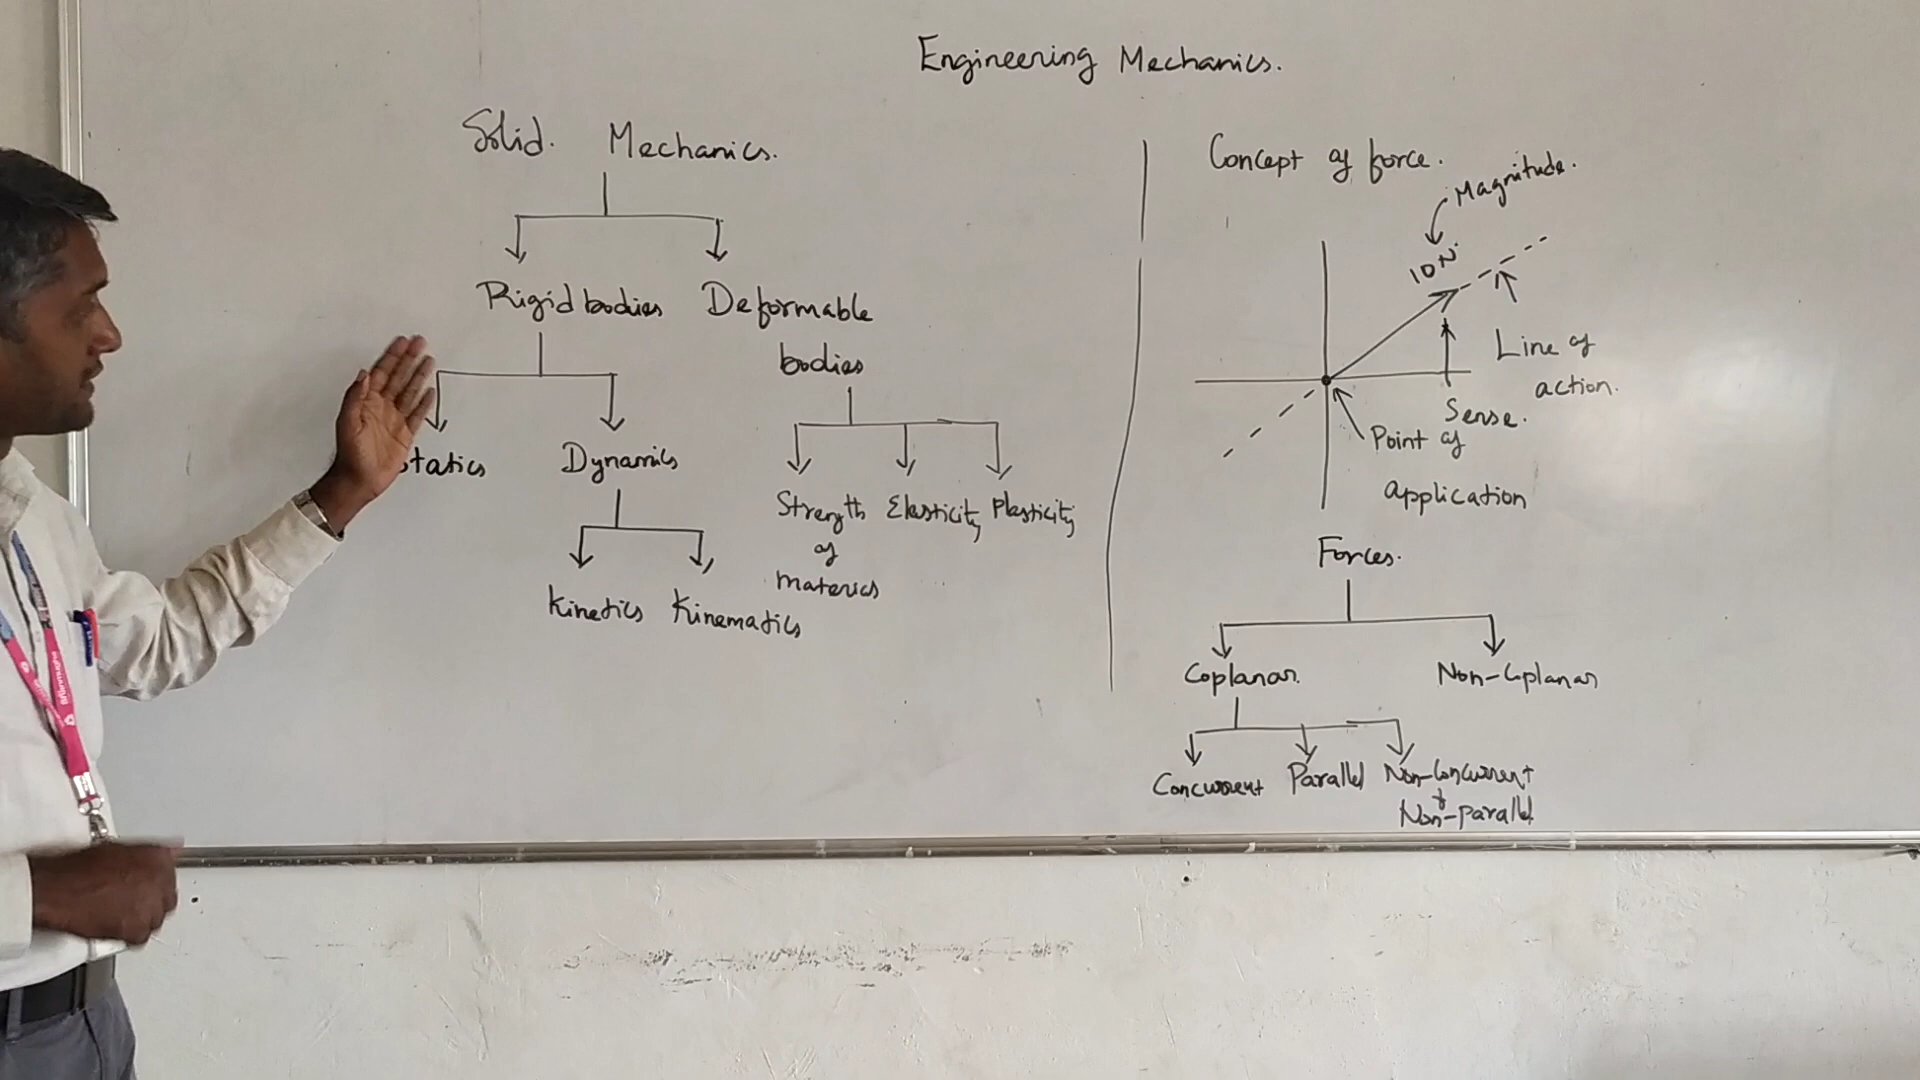 Engineering Mechanics.
Solid. Mechanics.
Rigid bodies
Deformable
bodies
Statics
Dynamics
Strength
of
materials
Elasticity
Plasticity
Kinetics
Kinematics
Concept of force.
Magnitude.
10 N.
Line of
action.
Sense.
Point of
application
Forces.
Coplanar.
Non-Coplanar
Concurrent
Parallel
Non-Concurrent
&
Non-parallel